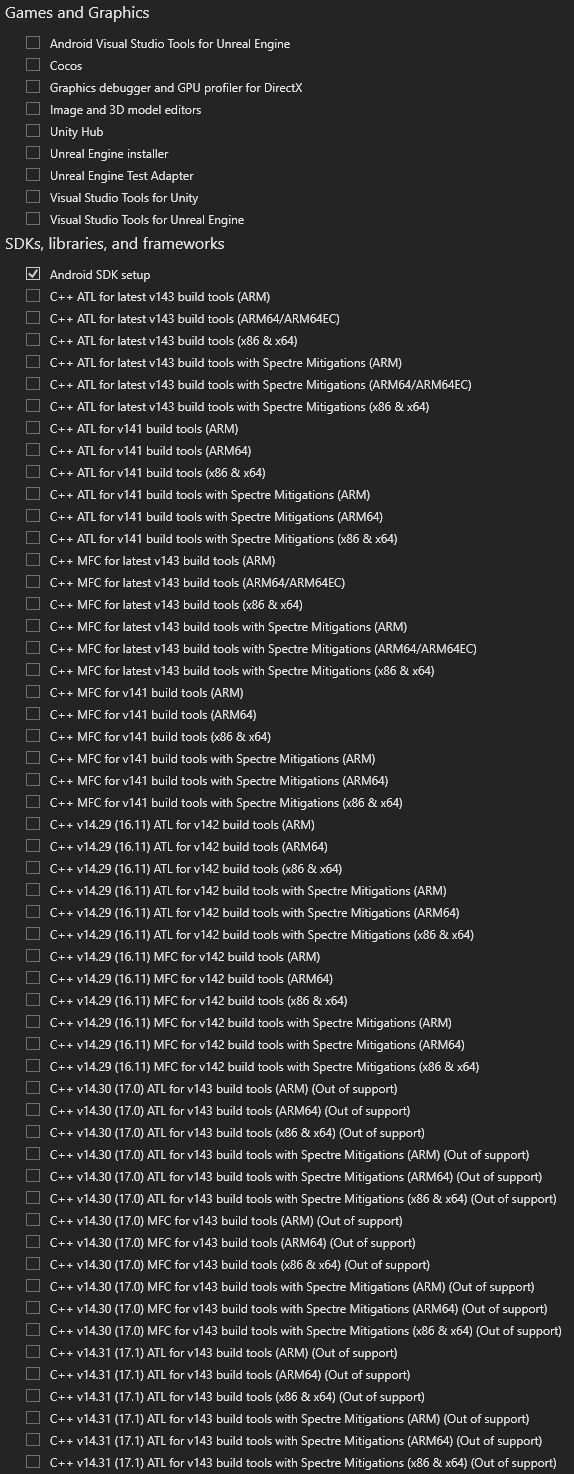 Games and Graphics
Android Visual Studio Tools for Unreal Engine
Cocos
Graphics debugger and GPU profiler for DirectX
Image and 3D model editors
Unity Hub
Unreal Engine installer
Unreal Engine Test Adapter
Visual Studio Tools for Unity
Visual Studio Tools for Unreal Engine
SDKs, libraries, and frameworks
Android SDK setup
C++ ATL for latest v143 build tools (ARM)
C++ ATL for latest v143 build tools (ARM64/ARM64EC)
C++ ATL for latest v143 build tools (x86 & x64)
C++ ATL for latest v143 build tools with Spectre Mitigations (ARM)
C++ ATL for latest v143 build tools with Spectre Mitigations (ARM64/ARM64EC)
C++ ATL for latest v143 build tools with Spectre Mitigations (x86 & x64)
C++ ATL for v141 build tools (ARM)
C++ ATL for v141 build tools (ARM64)
C++ ATL for v141 build tools (x86 & x64)
C++ ATL for v141 build tools with Spectre Mitigations (ARM)
C++ ATL for v141 build tools with Spectre Mitigations (ARM64)
C++ ATL for v141 build tools with Spectre Mitigations (x86 & x64)
C++ MFC for latest v143 build tools (ARM)
C++ MFC for latest v143 build tools (ARM64/ARM64EC)
C++ MFC for latest v143 build tools (x86 & x64)
C++ MFC for latest v143 build tools with Spectre Mitigations (ARM)
C++ MFC for latest v143 build tools with Spectre Mitigations (ARM64/ARM64EC)
C++ MFC for latest v143 build tools with Spectre Mitigations (x86 & x64)
C++ MFC for v141 build tools (ARM)
C++ MFC for v141 build tools (ARM64)
C++ MFC for v141 build tools (x86 & x64)
C++ MFC for v141 build tools with Spectre Mitigations (ARM)
C++ MFC for v141 build tools with Spectre Mitigations (ARM64)
C++ MFC for v141 build tools with Spectre Mitigations (x86 & x64)
C++ v14.29 (16.11) ATL for v142 build tools (ARM)
C++ v14.29 (16.11) ATL for v142 build tools (ARM64)
C++ v14.29 (16.11) ATL for v142 build tools (x86 & x64)
C++ v14.29 (16.11) ATL for v142 build tools with Spectre Mitigations (ARM)
C++ v14.29 (16.11) ATL for v142 build tools with Spectre Mitigations (ARM64)
C++ v14.29 (16.11) ATL for v142 build tools with Spectre Mitigations (x86 & x64)
C++ v14.29 (16.11) MFC for v142 build tools (ARM)
C++ v14.29 (16.11) MFC for v142 build tools (ARM64)
C++ v14.29 (16.11) MFC for v142 build tools (x86 & x64)
C++ v14.29 (16.11) MFC for v142 build tools with Spectre Mitigations (ARM)
C++ v14.29 (16.11) MFC for v142 build tools with Spectre Mitigations (ARM64)
C++ v14.29 (16.11) MFC for v142 build tools with Spectre Mitigations (x86 & x64)
C++ v14.30 (17.0) ATL for v143 build tools (ARM) (Out of support)
C++ v14.30 (17.0) ATL for v143 build tools (ARM64) (Out of support)
C++ v14.30 (17.0) ATL for v143 build tools (x86 & x64) (Out of support)
C++ v14.30 (17.0) ATL for v143 build tools with Spectre Mitigations (ARM) (Out of support)
C++ v14.30 (17.0) ATL for v143 build tools with Spectre Mitigations (ARM64) (Out of support)
C++ v14.30 (17.0) ATL for v143 build tools with Spectre Mitigations (x86 & x64) (Out of support)
C++ v14.30 (17.0) MFC for v143 build tools (ARM) (Out of support)
C++ v14.30 (17.0) MFC for v143 build tools (ARM64) (Out of support)
C++ v14.30 (17.0) MFC for v143 build tools (x86 & x64) (Out of support)
C++ v14.30 (17.0) MFC for v143 build tools with Spectre Mitigations (ARM) (Out of support)
C++ v14.30 (17.0) MFC for v143 build tools with Spectre Mitigations (ARM64) (Out of support)
C++ v14.30 (17.0) MFC for v143 build tools with Spectre Mitigations (x86 & x64) (Out of support)
C++ v14.31 (17.1) ATL for v143 build tools (ARM) (Out of support)
C++ v14.31 (17.1) ATL for v143 build tools (ARM64) (Out of support)
C++ v14.31 (17.1) ATL for v143 build tools (x86 & x64) (Out of support)
C++ v14.31 (17.1) ATL for v143 build tools with Spectre Mitigations (ARM) (Out of support)
C++ v14.31 (17.1) ATL for v143 build tools with Spectre Mitigations (ARM64) (Out of support)
C++ v14.31 (17.1) ATL for v143 build tools with Spectre Mitigations (x86 & x64) (Out of support)